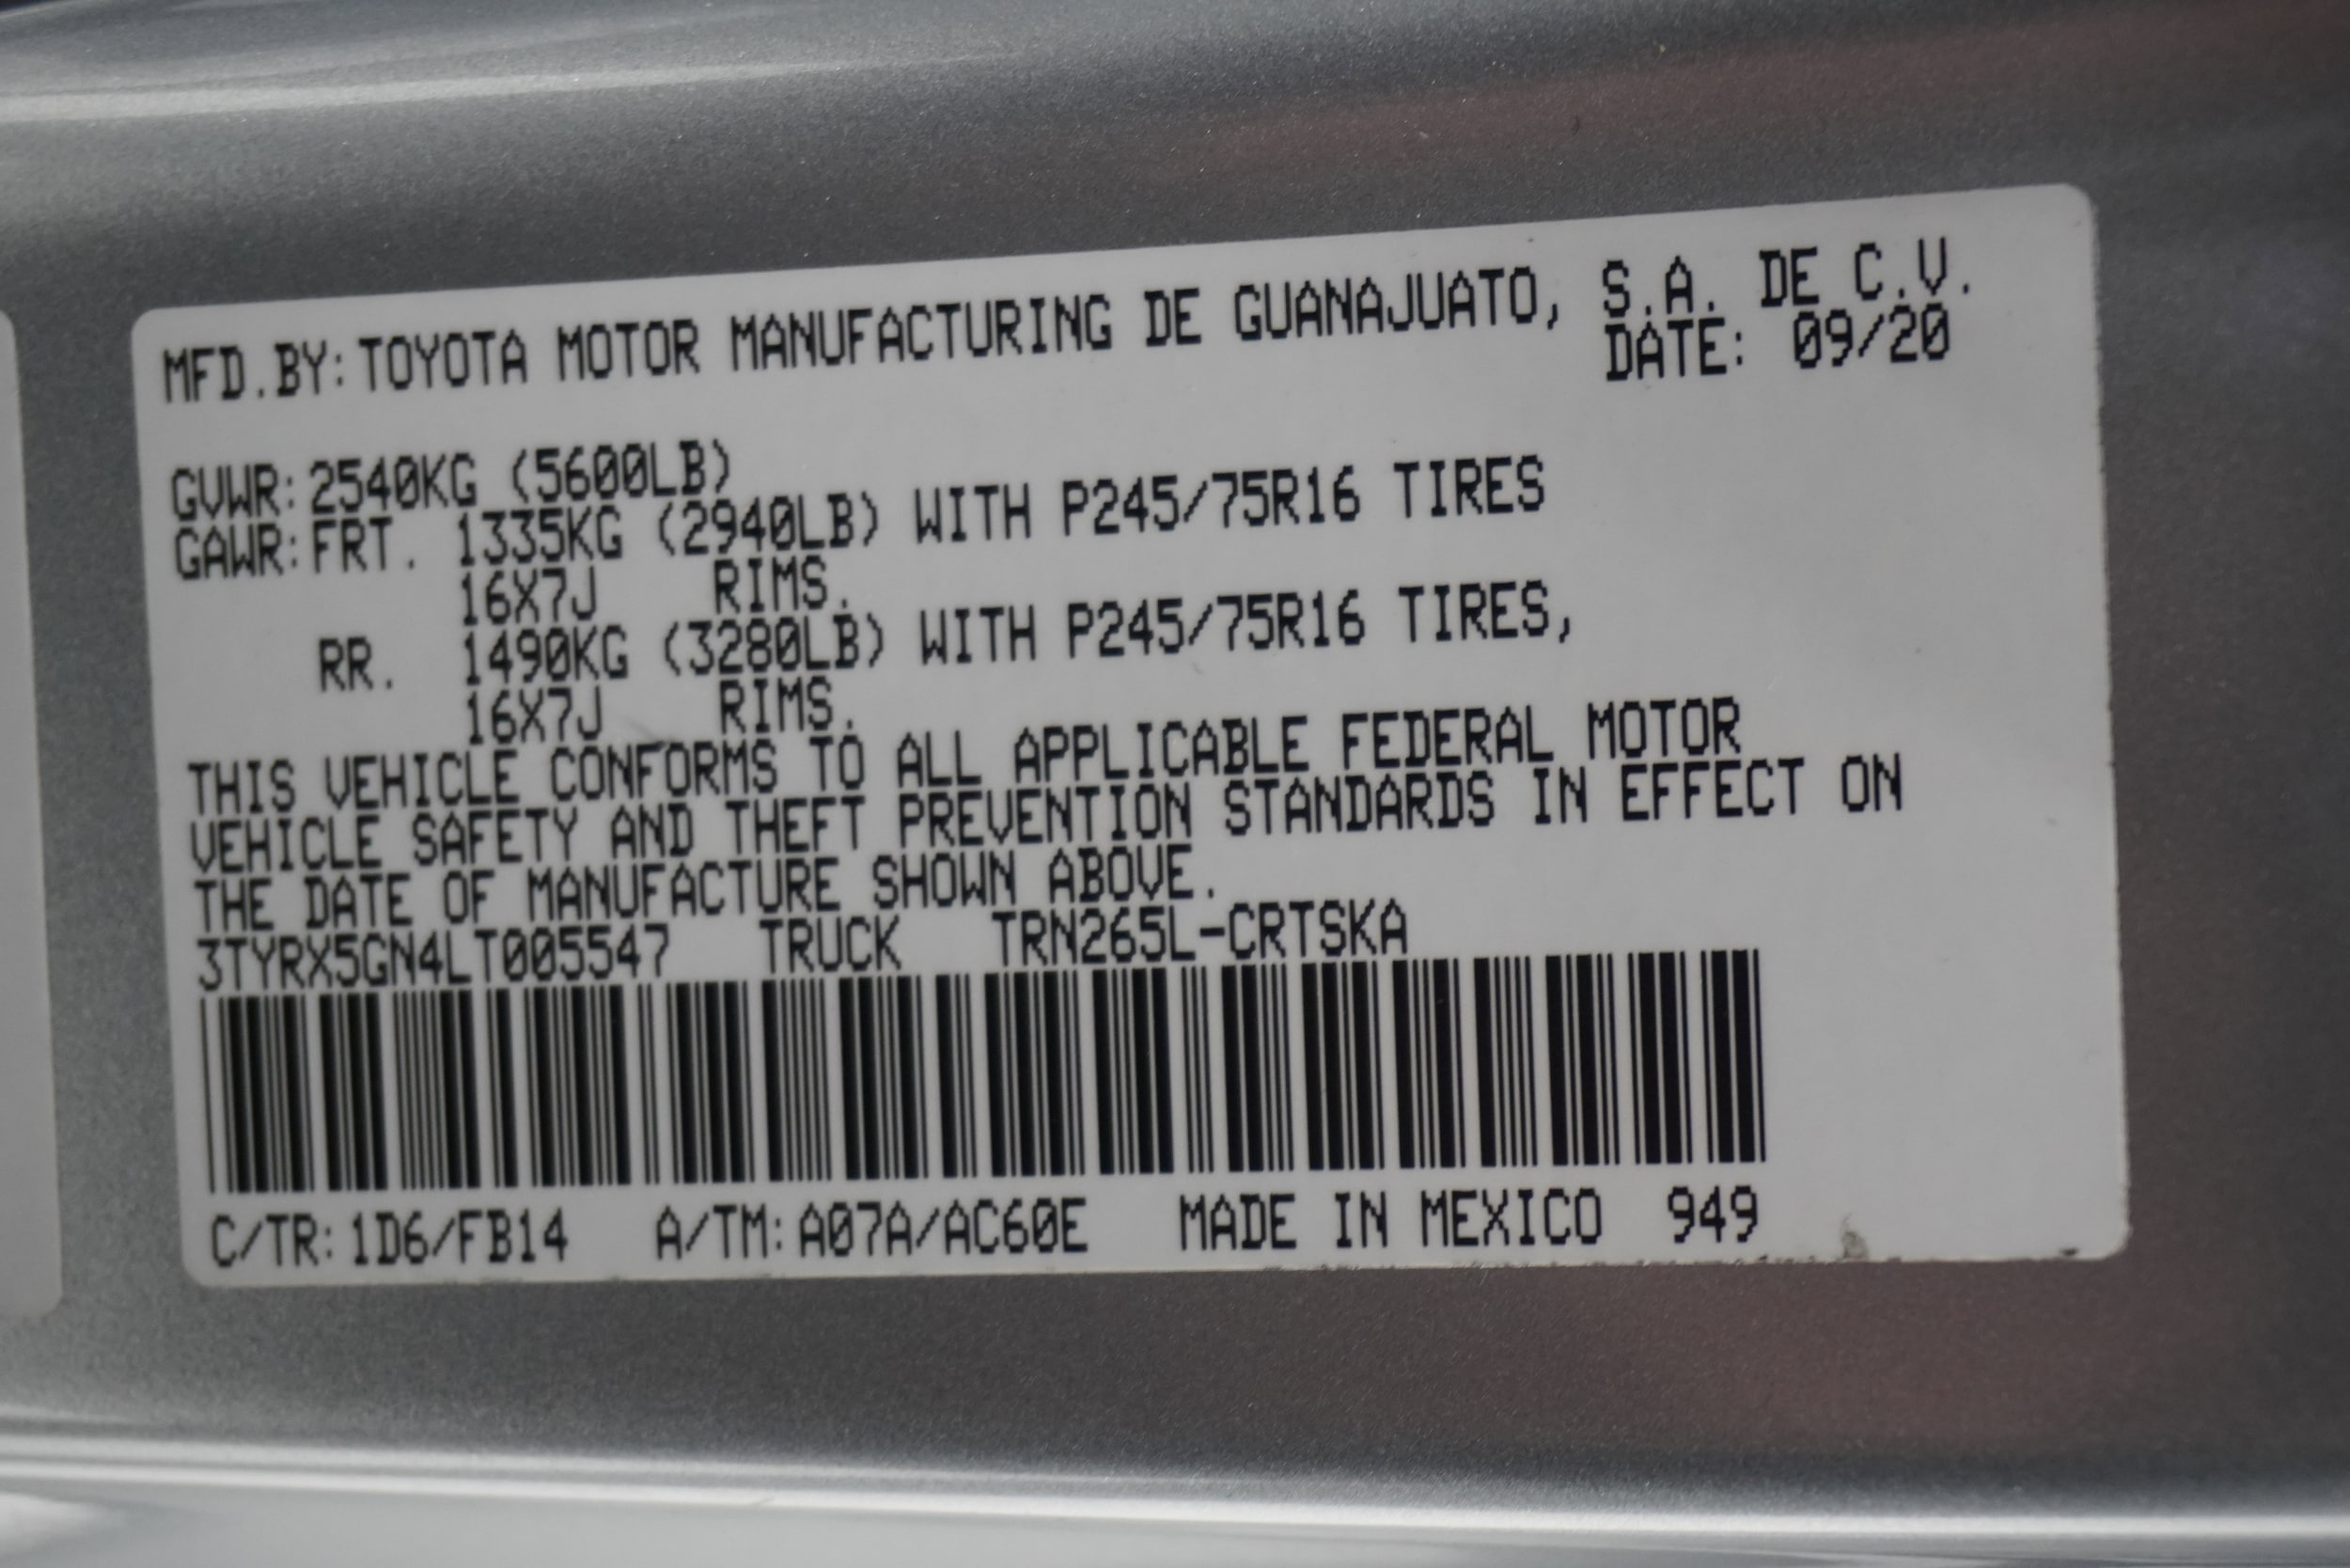 MFD.BY:TOYOTA MOTOR MANUFACTURING DE GUANAJUATO, S.A. DE C.V.
DATE: 09/20
GVWR:2540KG (5600LB)
GAWR:FRT. 1335KG (2940LB) WITH P245/75R16 TIRES
16X7J RIMS.
RR. 1490KG (3280LB) WITH P245/75R16 TIRES,
16X7J RIMS.
THIS VEHICLE CONFORMS TO ALL APPLICABLE FEDERAL MOTOR
VEHICLE SAFETY AND THEFT PREVENTION STANDARDS IN EFFECT ON
THE DATE OF MANUFACTURE SHOWN ABOVE.
3TYRX5GN4LT005547 TRUCK TRN265L-CRTSKA
C/TR:1D6/FB14 A/TM:A07A/AC60E MADE IN MEXICO 949